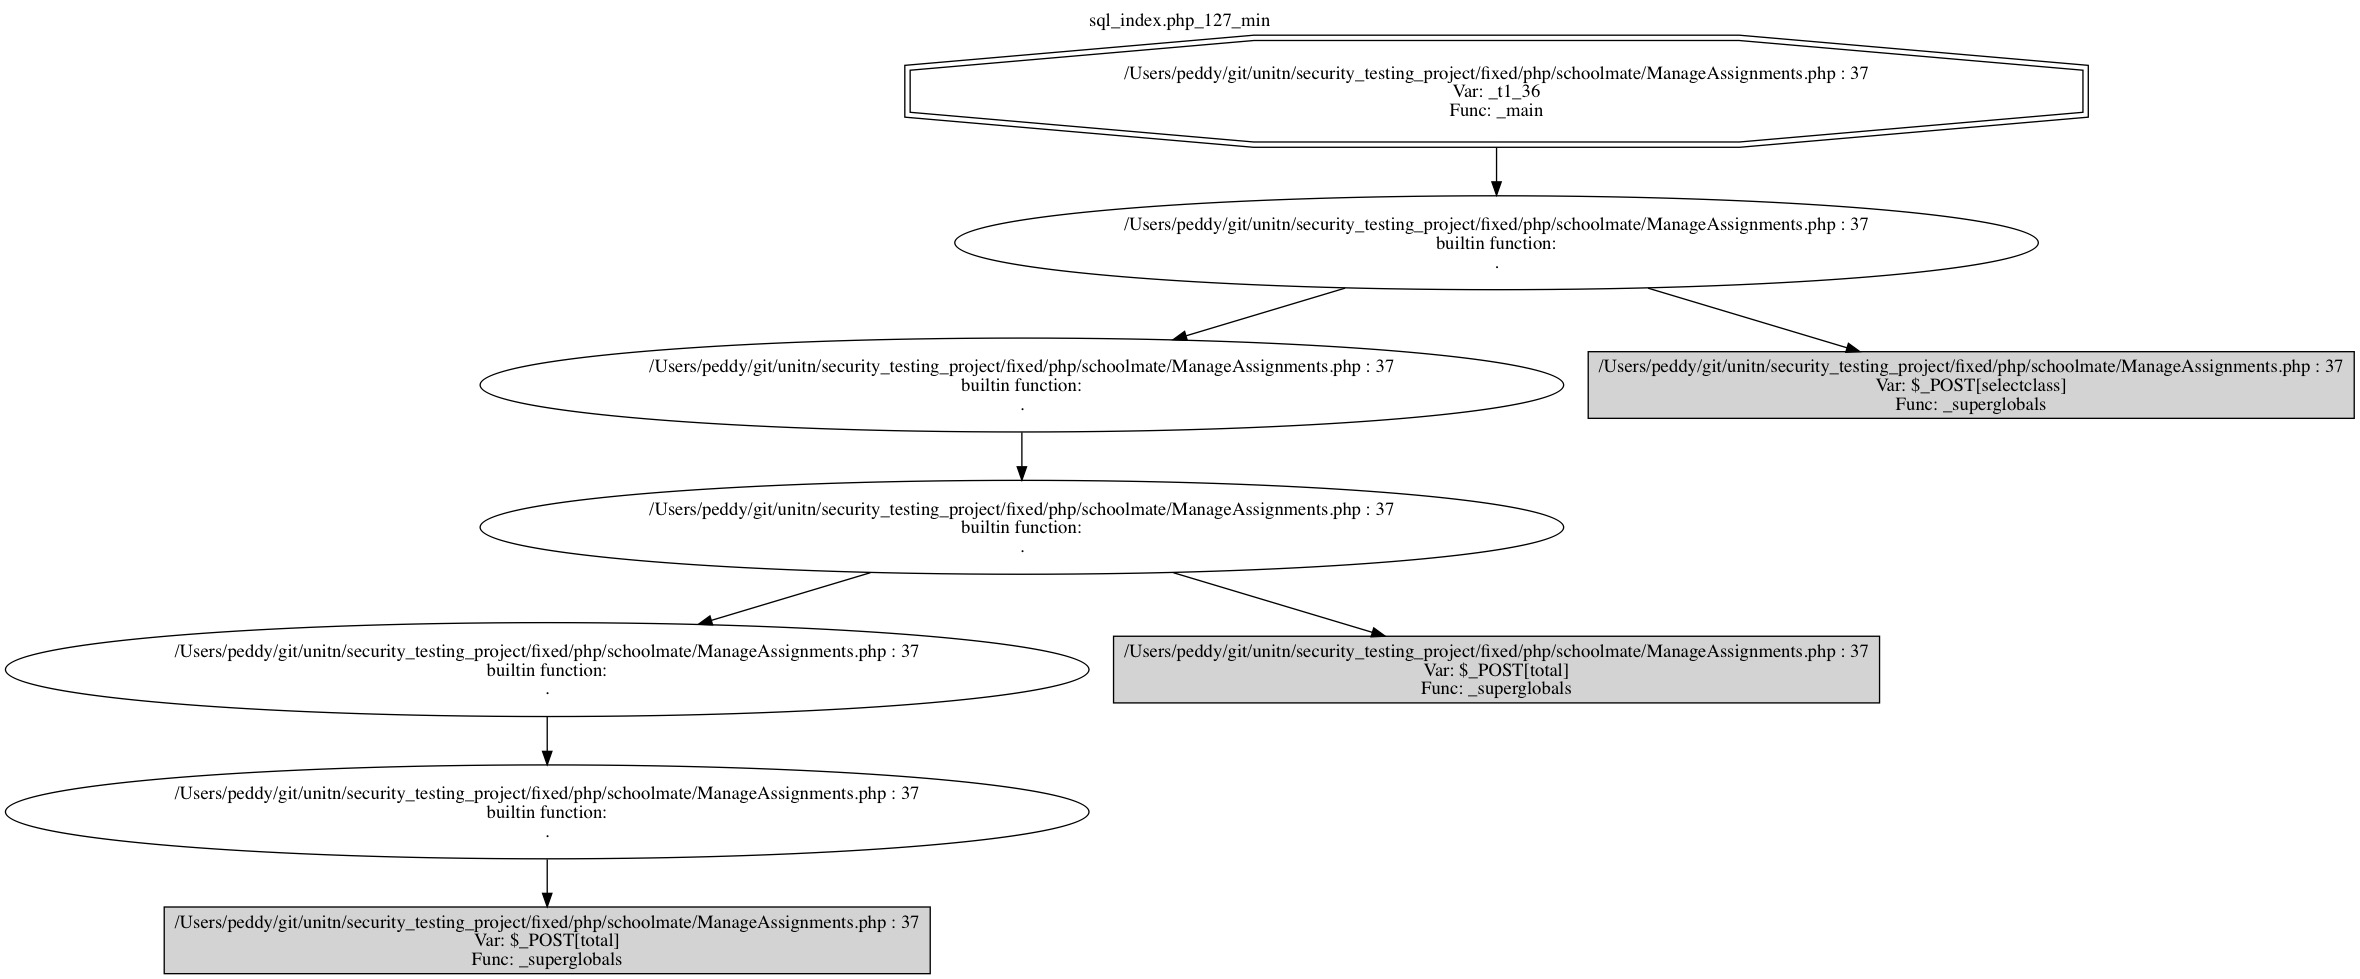 sql_index.php_127_min
/Users/peddy/git/unitn/security_testing_project/fixed/php/schoolmate/ManageAssignments.php : 37
Var: _t1_36
Func: _main
/Users/peddy/git/unitn/security_testing_project/fixed/php/schoolmate/ManageAssignments.php : 37
builtin function:
.
/Users/peddy/git/unitn/security_testing_project/fixed/php/schoolmate/ManageAssignments.php : 37
builtin function:
.
/Users/peddy/git/unitn/security_testing_project/fixed/php/schoolmate/ManageAssignments.php : 37
Var: $_POST[selectclass]
Func: _superglobals
/Users/peddy/git/unitn/security_testing_project/fixed/php/schoolmate/ManageAssignments.php : 37
builtin function:
.
/Users/peddy/git/unitn/security_testing_project/fixed/php/schoolmate/ManageAssignments.php : 37
builtin function:
.
/Users/peddy/git/unitn/security_testing_project/fixed/php/schoolmate/ManageAssignments.php : 37
Var: $_POST[total]
Func: _superglobals
/Users/peddy/git/unitn/security_testing_project/fixed/php/schoolmate/ManageAssignments.php : 37
builtin function:
.
/Users/peddy/git/unitn/security_testing_project/fixed/php/schoolmate/ManageAssignments.php : 37
Var: $_POST[total]
Func: _superglobals